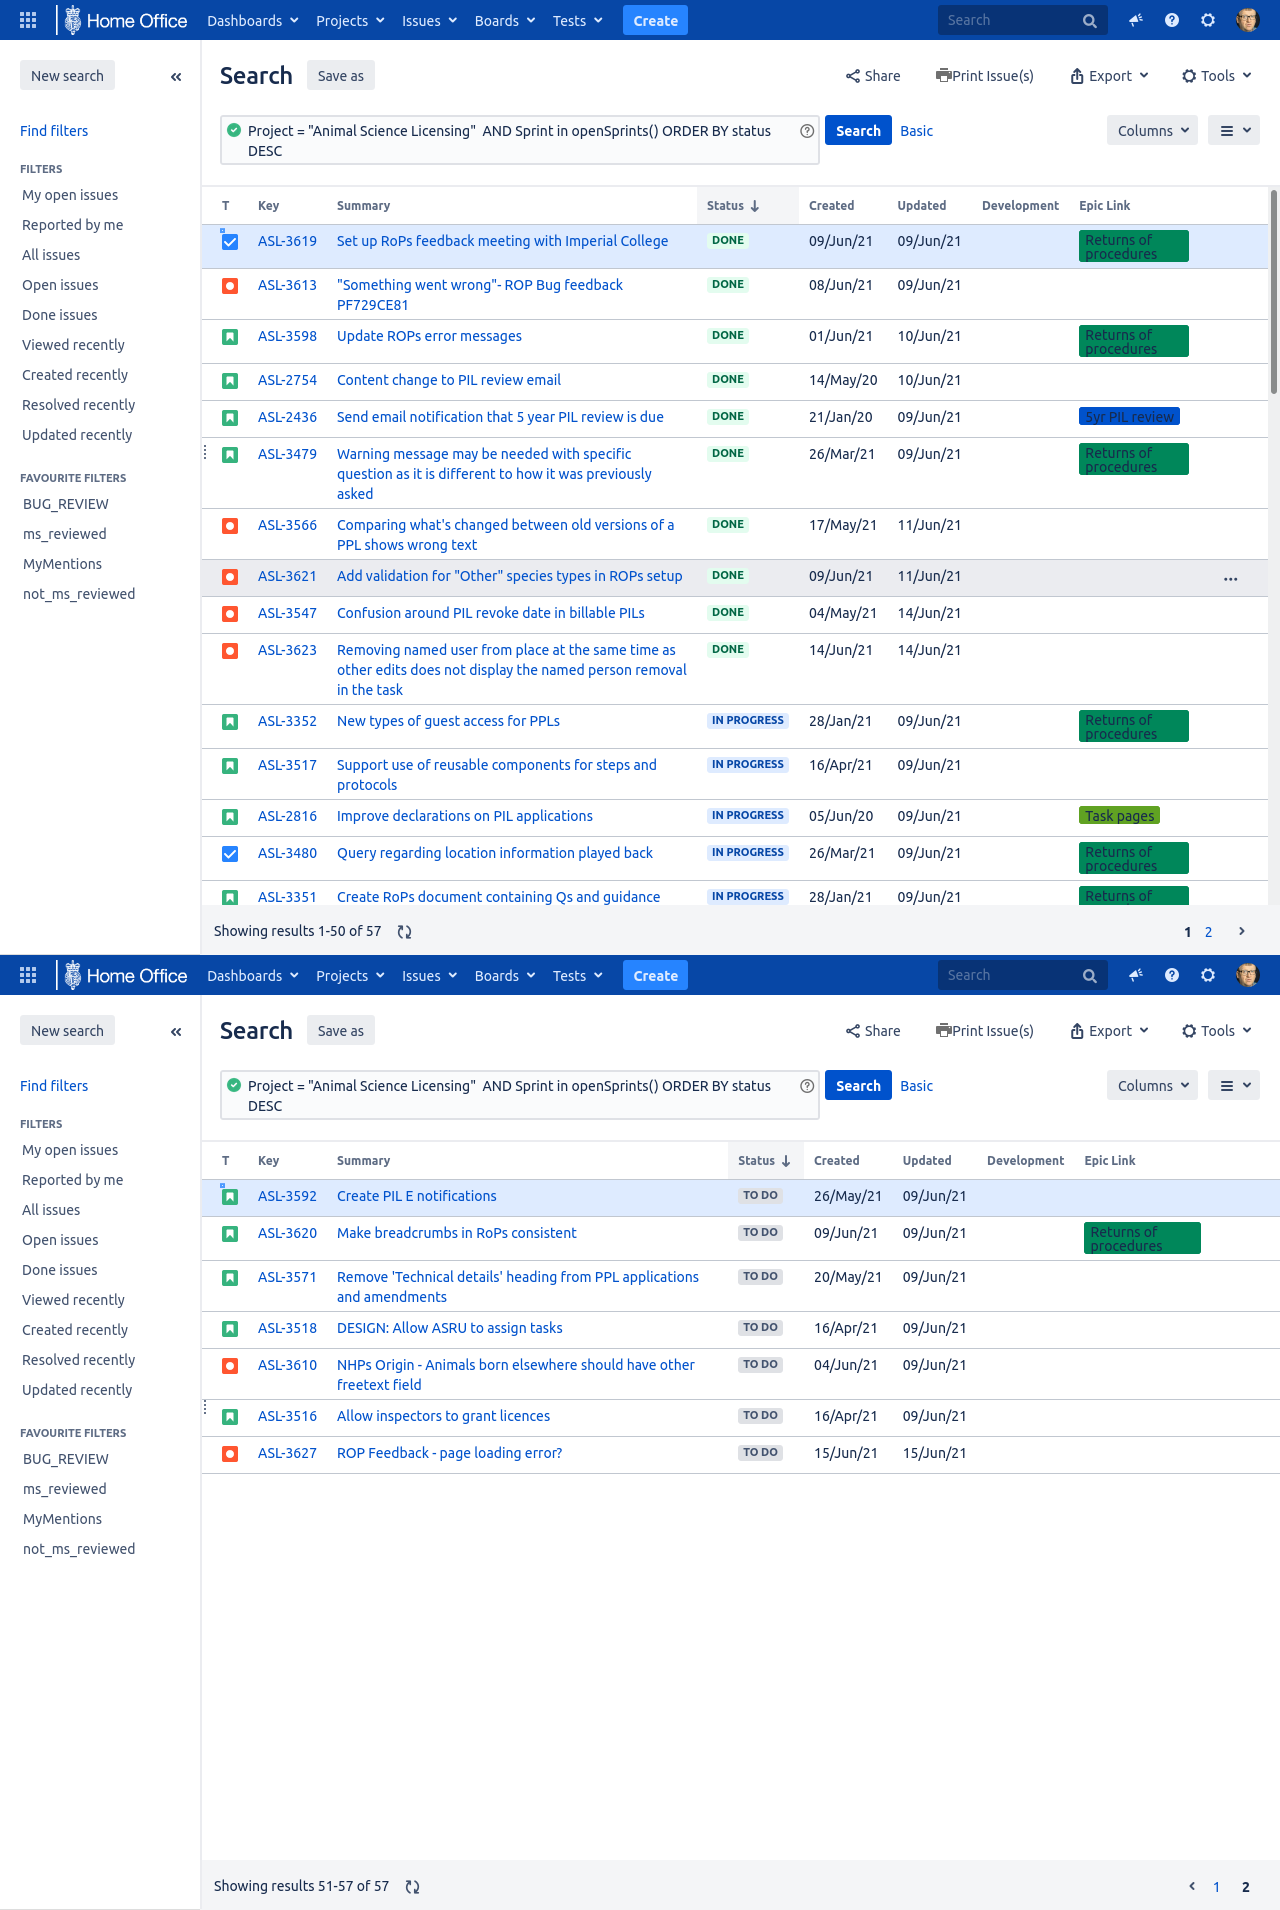 Home Office Dashboards Projects Issues Boards Tests Create Search
New search
Find filters
FILTERS
My open issues
Reported by me
All issues
Open issues
Done issues
Viewed recently
Created recently
Resolved recently
Updated recently
FAVOURITE FILTERS
BUG_REVIEW
ms_reviewed
MyMentions
not_ms_reviewed
Search Save as Share Print Issue(s) Export Tools
Project = "Animal Science Licensing" AND Sprint in openSprints() ORDER BY status
DESC
Search Basic Columns
T Key Summary Status Created Updated Development Epic Link
ASL-3619 Set up RoPs feedback meeting with Imperial College DONE 09/Jun/21 09/Jun/21 Returns of
procedures
ASL-3613 "Something went wrong"- ROP Bug feedback DONE 08/Jun/21 09/Jun/21
PF729CE81
ASL-3598 Update ROPs error messages DONE 01/Jun/21 10/Jun/21 Returns of
procedures
ASL-2754 Content change to PIL review email DONE 14/May/20 10/Jun/21
ASL-2436 Send email notification that 5 year PIL review is due DONE 21/Jan/20 09/Jun/21 5yr PIL review
ASL-3479 Warning message may be needed with specific DONE 26/Mar/21 09/Jun/21 Returns of
question as it is different to how it was previously procedures
asked
ASL-3566 Comparing what's changed between old versions of a DONE 17/May/21 11/Jun/21
PPL shows wrong text
ASL-3621 Add validation for "Other" species types in ROPs setup DONE 09/Jun/21 11/Jun/21
ASL-3547 Confusion around PIL revoke date in billable PILs DONE 04/May/21 14/Jun/21
ASL-3623 Removing named user from place at the same time as DONE 14/Jun/21 14/Jun/21
other edits does not display the named person removal
in the task
ASL-3352 New types of guest access for PPLs IN PROGRESS 28/Jan/21 09/Jun/21 Returns of
procedures
ASL-3517 Support use of reusable components for steps and IN PROGRESS 16/Apr/21 09/Jun/21
protocols
ASL-2816 Improve declarations on PIL applications IN PROGRESS 05/Jun/20 09/Jun/21 Task pages
ASL-3480 Query regarding location information played back IN PROGRESS 26/Mar/21 09/Jun/21 Returns of
procedures
ASL-3351 Create RoPs document containing Qs and guidance IN PROGRESS 28/Jan/21 09/Jun/21 Returns of
Showing results 1-50 of 57 1 2
Home Office Dashboards Projects Issues Boards Tests Create Search
New search
Find filters
FILTERS
My open issues
Reported by me
All issues
Open issues
Done issues
Viewed recently
Created recently
Resolved recently
Updated recently
FAVOURITE FILTERS
BUG_REVIEW
ms_reviewed
MyMentions
not_ms_reviewed
Search Save as Share Print Issue(s) Export Tools
Project = "Animal Science Licensing" AND Sprint in openSprints() ORDER BY status
DESC
Search Basic Columns
T Key Summary Status Created Updated Development Epic Link
ASL-3592 Create PIL E notifications TO DO 26/May/21 09/Jun/21
ASL-3620 Make breadcrumbs in RoPs consistent TO DO 09/Jun/21 09/Jun/21 Returns of
procedures
ASL-3571 Remove 'Technical details' heading from PPL applications TO DO 20/May/21 09/Jun/21
and amendments
ASL-3518 DESIGN: Allow ASRU to assign tasks TO DO 16/Apr/21 09/Jun/21
ASL-3610 NHPs Origin - Animals born elsewhere should have other TO DO 04/Jun/21 09/Jun/21
freetext field
ASL-3516 Allow inspectors to grant licences TO DO 16/Apr/21 09/Jun/21
ASL-3627 ROP Feedback - page loading error? TO DO 15/Jun/21 15/Jun/21
Showing results 51-57 of 57 1 2